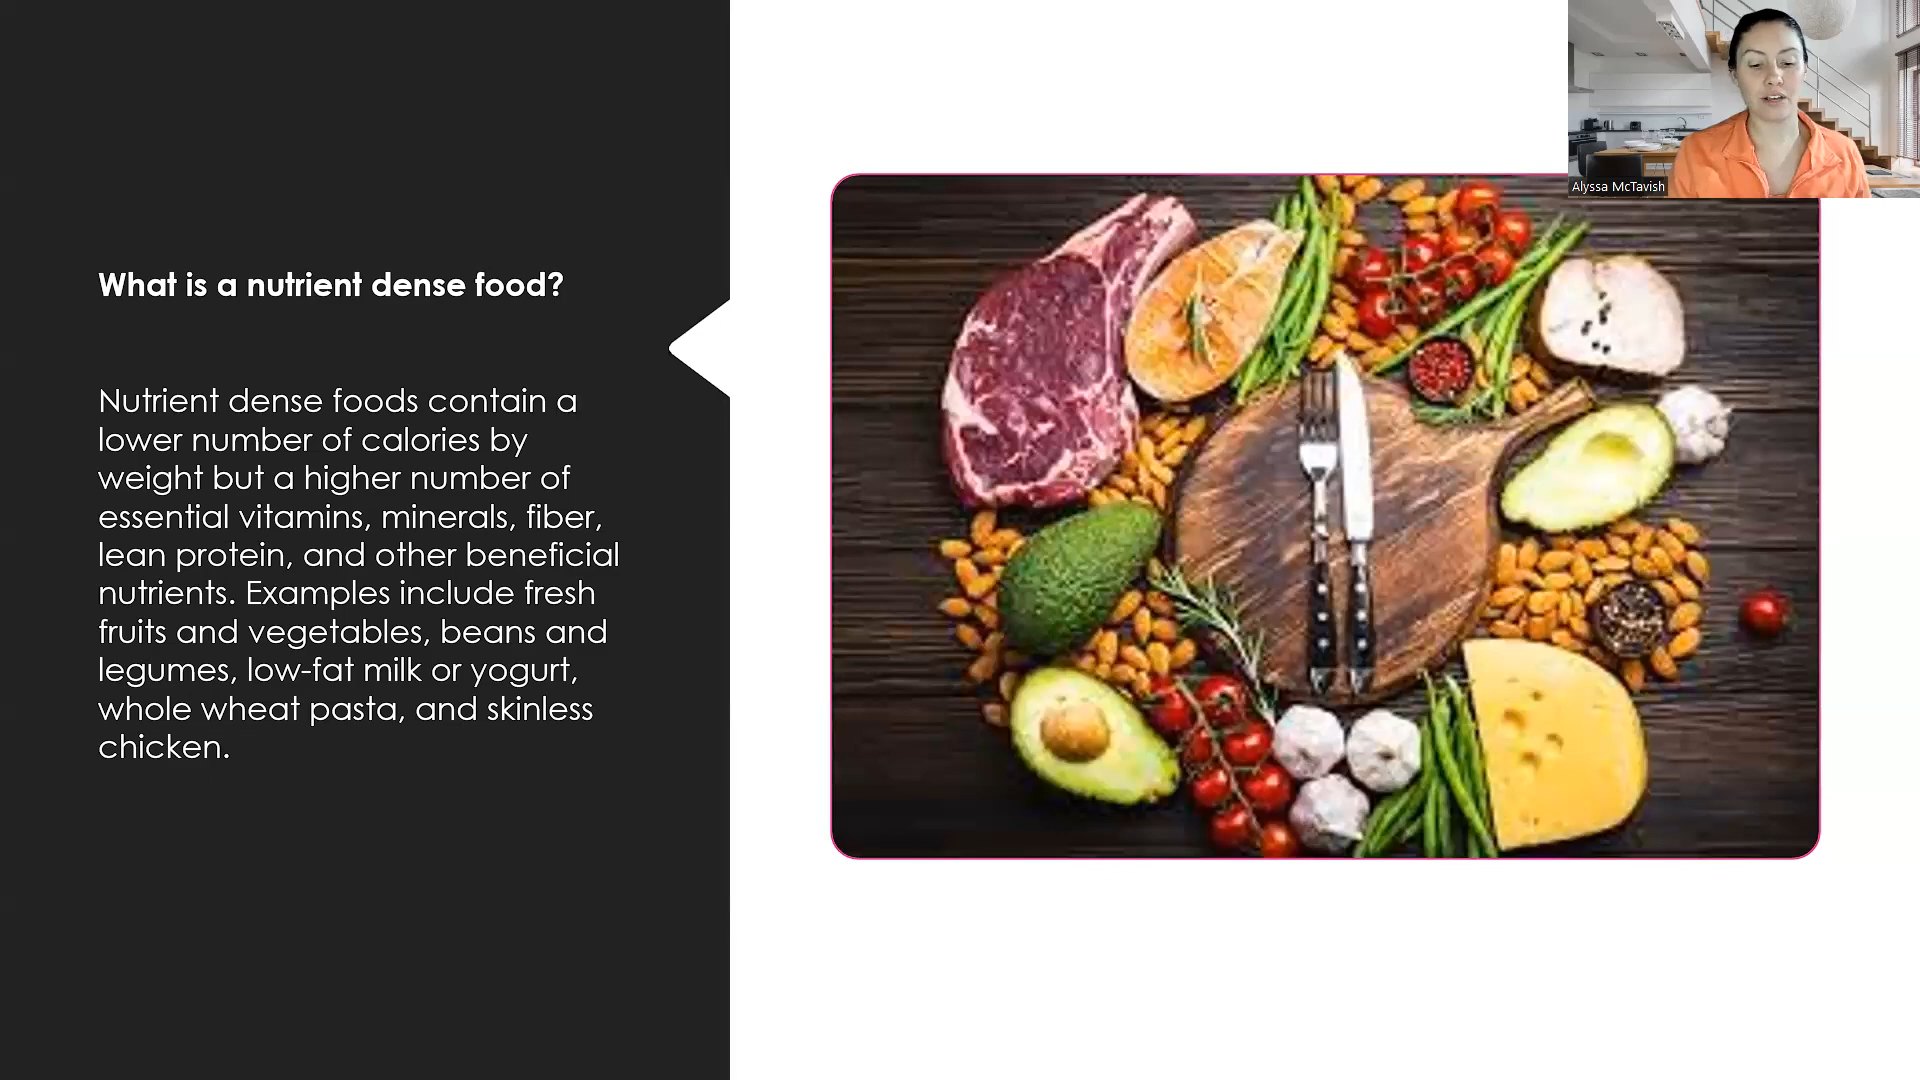 Alyssa McTavish
What is a nutrient dense food?
Nutrient dense foods contain a
lower number of calories by
weight but a higher number of
essential vitamins, minerals, fiber,
lean protein, and other beneficial
nutrients. Examples include fresh
fruits and vegetables, beans and
legumes, low-fat milk or yogurt,
whole wheat pasta, and skinless
chicken.